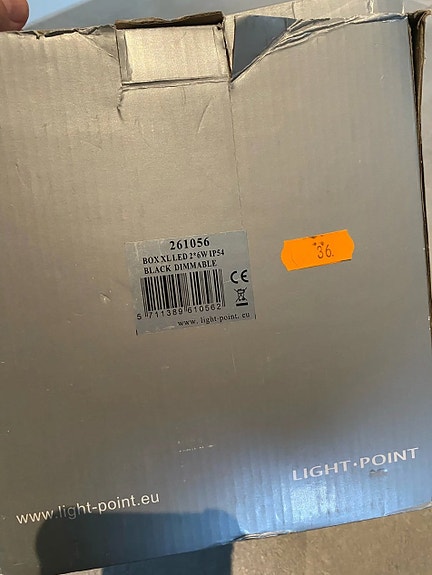 261056
BOX XL LED 2*6W IP54
BLACK DIMMABLE
CE
5 711389 610562
www.light-point.eu
36.
LIGHT·POINT
www.light-point.eu